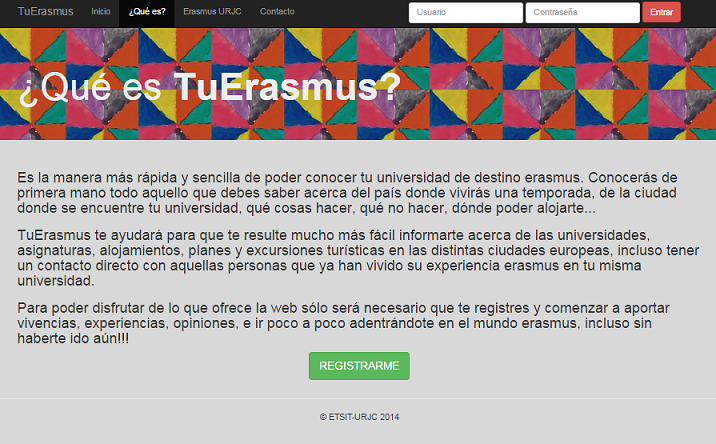 TuErasmus Inicio ¿Qué es? Erasmus URJC Contacto Usuario Contraseña Entrar
¿Qué es TuErasmus?
Es la manera más rápida y sencilla de poder conocer tu universidad de destino erasmus. Conocerás de
primera mano todo aquello que debes saber acerca del país donde vivirás una temporada, de la ciudad
donde se encuentre tu universidad, qué cosas hacer, qué no hacer, dónde poder alojarte...
TuErasmus te ayudará para que te resulte mucho más fácil informarte acerca de las universidades,
asignaturas, alojamientos, planes y excursiones turísticas en las distintas ciudades europeas, incluso tener
un contacto directo con aquellas personas que ya han vivido su experiencia erasmus en tu misma
universidad.
Para poder disfrutar de lo que ofrece la web sólo será necesario que te registres y comenzar a aportar
vivencias, experiencias, opiniones, e ir poco a poco adentrándote en el mundo erasmus, incluso sin
haberte ido aún!!!
REGISTRARME
© ETSIT-URJC 2014